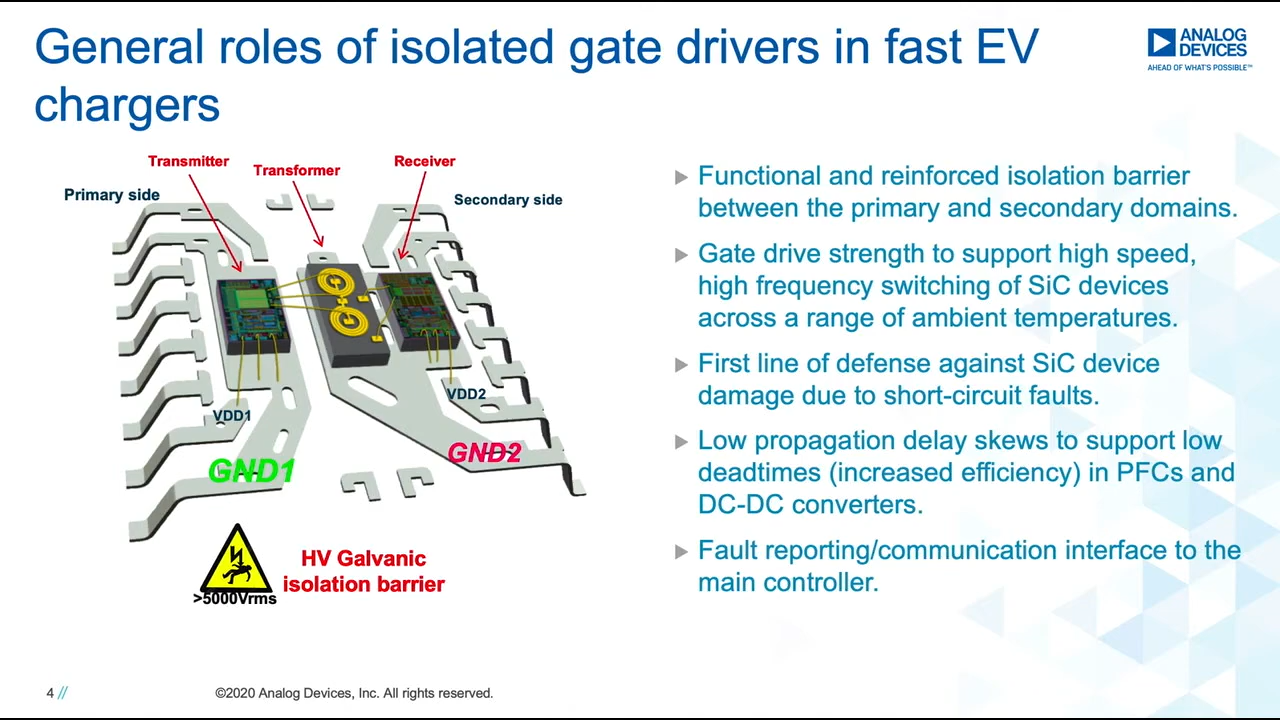 General roles of isolated gate drivers in fast EV
chargers
ANALOG
DEVICES
AHEAD OF WHAT'S POSSIBLE™
Transmitter
Transformer
Receiver
Primary side
Secondary side
VDD1
VDD2
GND1
GND2
HV Galvanic
isolation barrier
>5000Vrms
Functional and reinforced isolation barrier
between the primary and secondary domains.
Gate drive strength to support high speed,
high frequency switching of SiC devices
across a range of ambient temperatures.
First line of defense against SiC device
damage due to short-circuit faults.
Low propagation delay skews to support low
deadtimes (increased efficiency) in PFCs and
DC-DC converters.
Fault reporting/communication interface to the
main controller.
4 //
©2020 Analog Devices, Inc. All rights reserved.